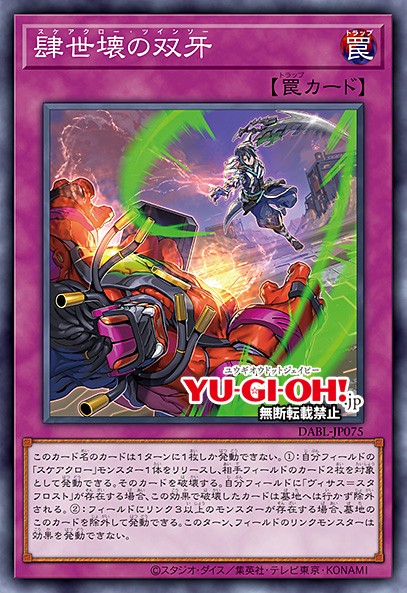 スケアクロー・ツインソー
肆世壊の双牙
トラップ
罠
トラップ
【罠カード】
ユウギオウドットジェイピー
YU-GI-OH!.jp
無断転載禁止
DABL-JP075
このカード名のカードは1ターンに1枚しか発動できない。①:自分フィールドの
「スケアクロー」モンスター1体をリリースし、相手フィールドのカード2枚を対象
として発動できる。そのカードを破壊する。自分フィールドに「ヴィサス=スタ
フロスト」が存在する場合、この効果で破壊したカードは墓地へは行かず除外
される。②:フィールドにリンク3以上のモンスターが存在する場合、墓地の
このカードを除外して発動できる。このターン、フィールドのリンクモンスターは
効果を発動できない。
©スタジオ・ダイス/集英社・テレビ東京・KONAMI